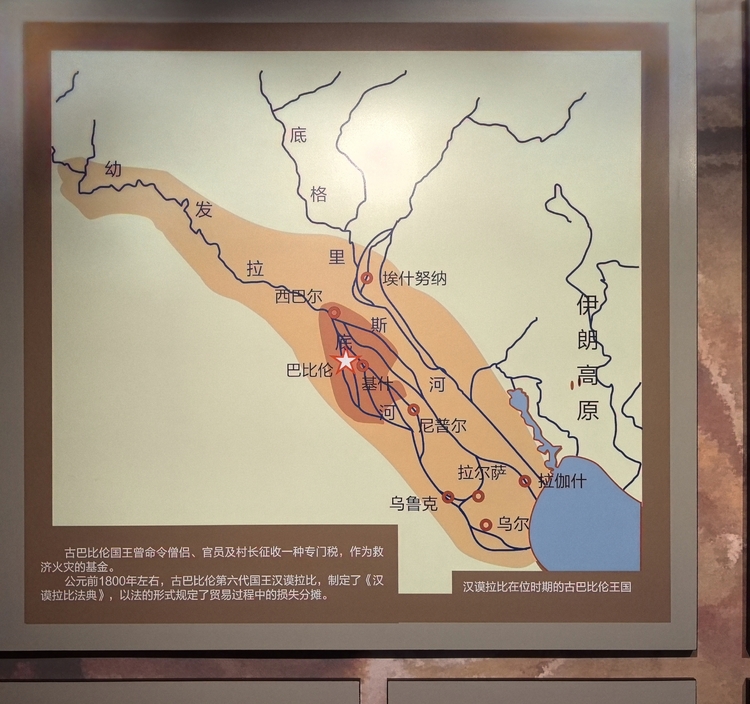 幼
发
拉
底
河
底
格
里
斯
河
埃什努纳
西巴尔
巴比伦
基什
尼普尔
拉尔萨
拉伽什
乌鲁克
乌尔
伊
朗
高
原
古巴比伦国王曾命令僧侣、官员及村长征收一种专门税，作为救
济火灾的基金。
公元前1800年左右，古巴比伦第六代国王汉谟拉比，制定了《汉
谟拉比法典》，以法的形式规定了贸易过程中的损失分摊。
汉谟拉比在位时期的古巴比伦王国